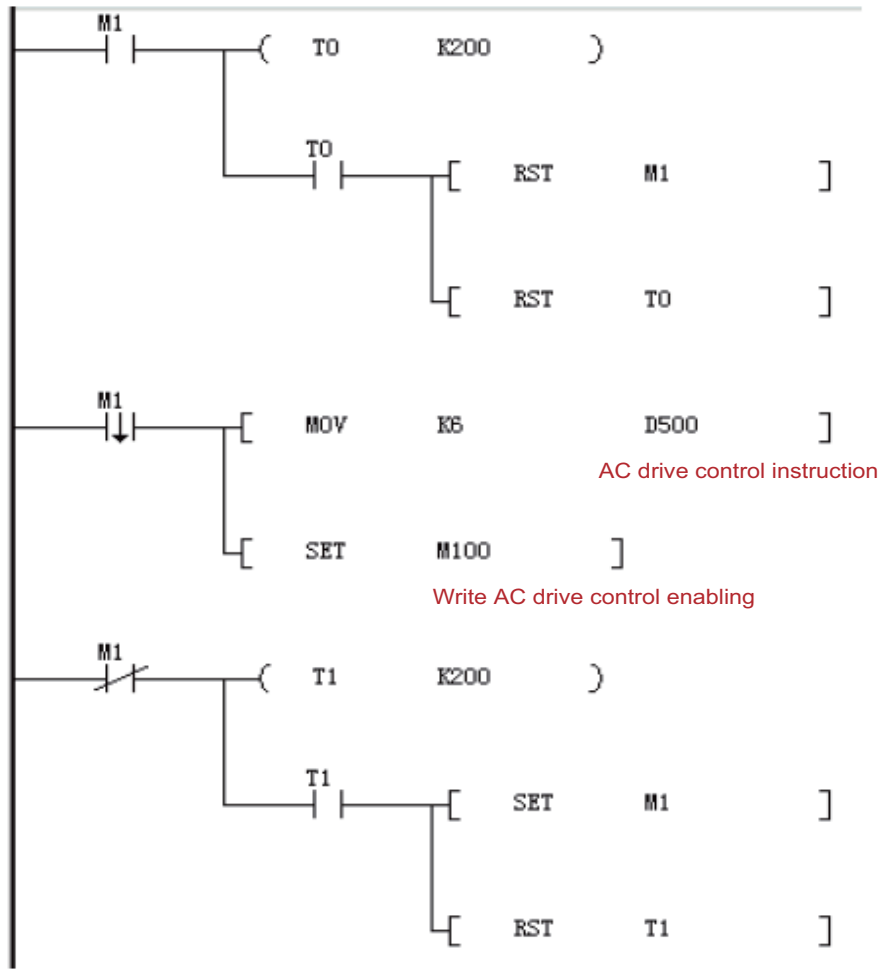 M1
( T0 K200 )
T0
[ RST M1 ]
[ RST T0 ]
M1
[ MOV K6 D500 ]
AC drive control instruction
[ SET M100 ]
Write AC drive control enabling
M1
( T1 K200 )
T1
[ SET M1 ]
[ RST T1 ]